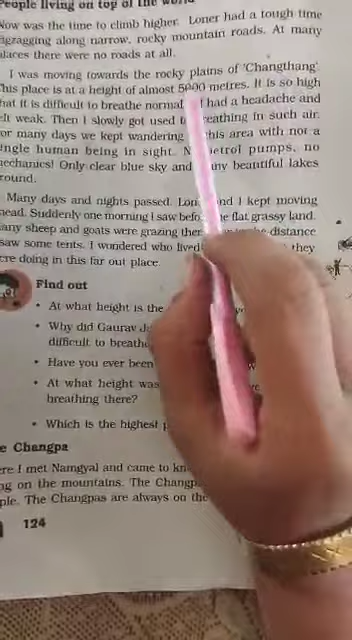 People living on top of the world
Now was the time to climb higher. Loner had a tough time
zigzagging along narrow, rocky mountain roads. At many
places there were no roads at all.
I was moving towards the rocky plains of 'Changthang'
This place is at a height of almost 5000 metres. It is so high
that it is difficult to breathe normal I had a headache and
felt weak. Then I slowly got used breathing in such air.
For many days we kept wandering this area with not a
single human being in sight. petrol pumps, no
mechanics! Only clear blue sky and many beautiful lakes
around.
Many days and nights passed. Lon and I kept moving
ahead. Suddenly one morning I saw befo he flat grassy land.
Many sheep and goats were grazing ther distance
I saw some tents. I wondered who lived they
were doing in this far out place.
Find out
• At what height is the
• Why did Gaurav J
difficult to breath
• Have you ever been
• At what height was
breathing there?
• Which is the highest p
e Changpa
ere I met Namgyal and came to kn
ng on the mountains. The Changp
ple. The Changpas are always on the
124